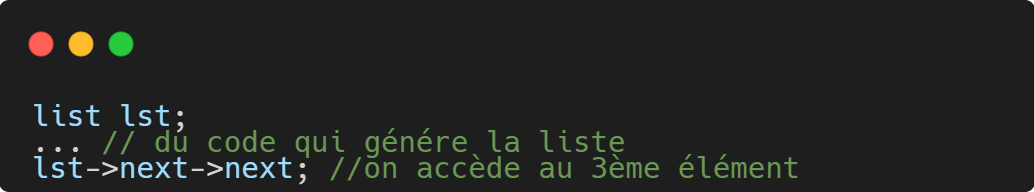 list lst;
... // du code qui génére la liste
lst->next->next; //on accède au 3ème élément